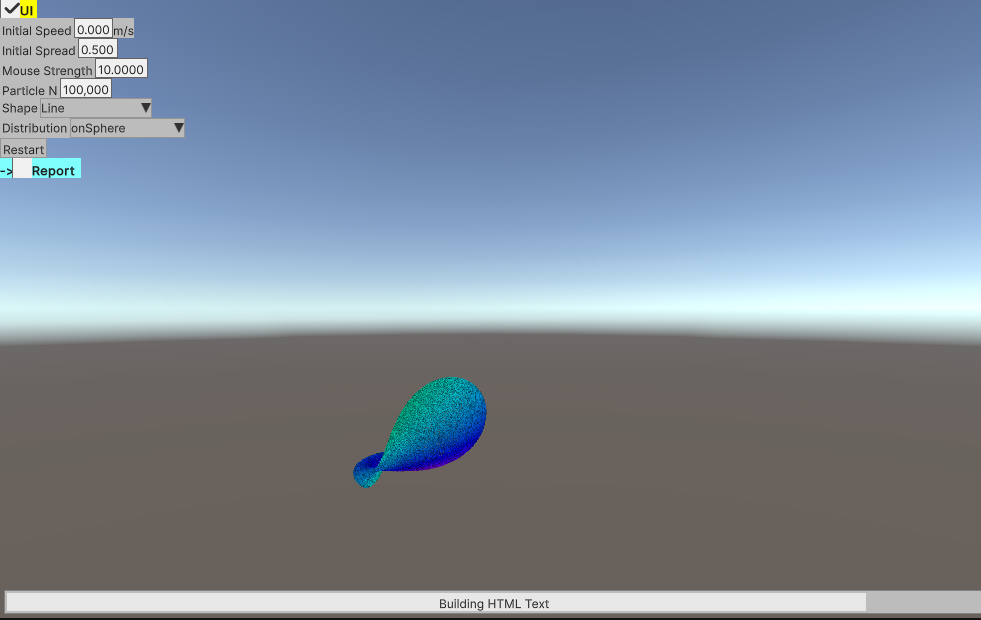 UI
Initial Speed 0.000 m/s
Initial Spread 0.500
Mouse Strength 10.0000
Particle N 100,000
Shape Line
Distribution onSphere
Restart
-> Report
Building HTML Text